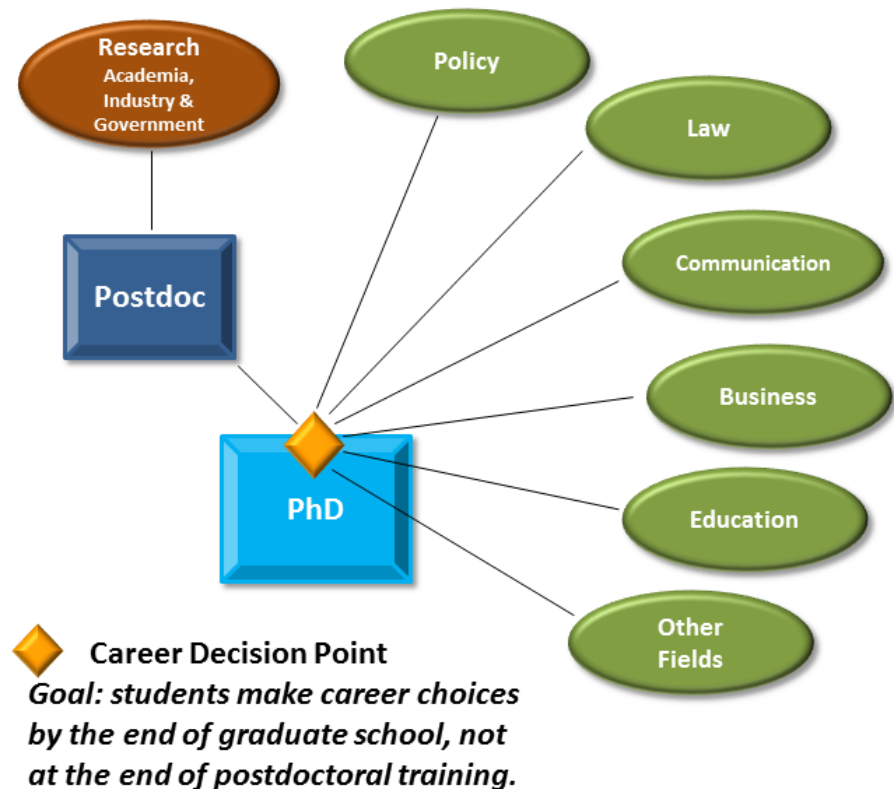 Research
Academia,
Industry &
Government
Policy
Law
Communication
Postdoc
Business
PhD
Education
Other
Fields
Career Decision Point
Goal: students make career choices
by the end of graduate school, not
at the end of postdoctoral training.